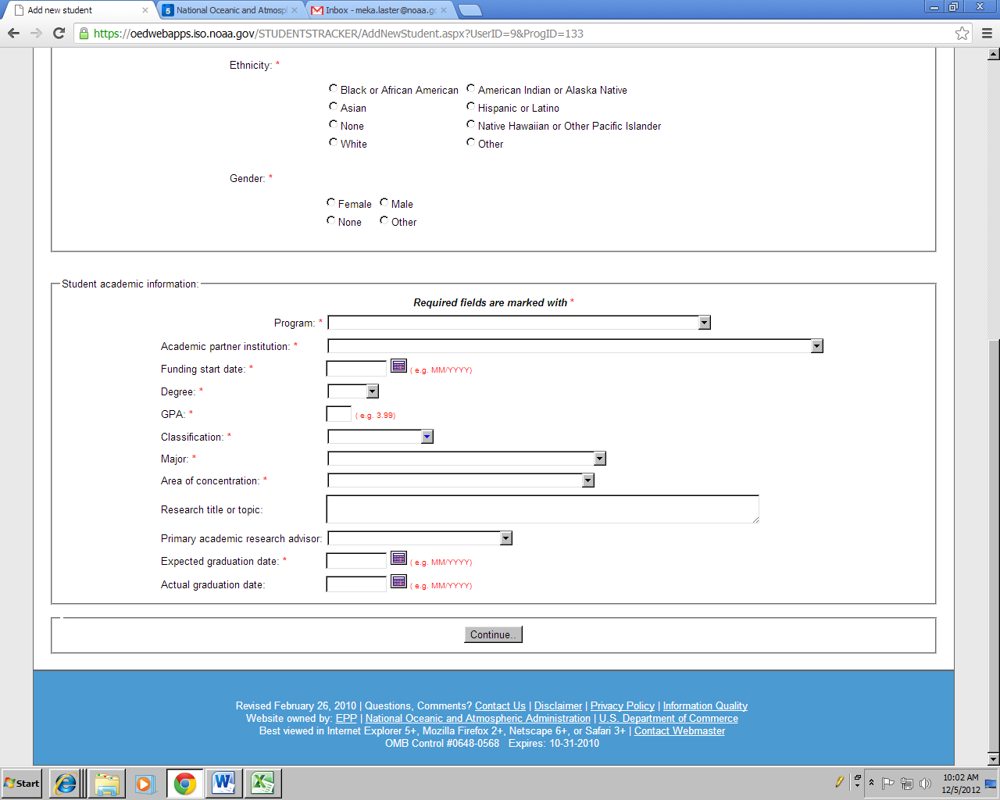 Add new student
National Oceanic and Atmosp
Inbox - meka.laster@noaa.gc
https://oedwebapps.iso.noaa.gov/STUDENTSTRACKER/AddNewStudent.aspx?UserID=9&ProgID=133
Ethnicity: *
Black or African American American Indian or Alaska Native
Asian Hispanic or Latino
None Native Hawaiian or Other Pacific Islander
White Other
Gender: *
Female Male
None Other
Student academic information:
Required fields are marked with *
Program: *
Academic partner institution: *
Funding start date: * ( e.g. MM/YYYY)
Degree: *
GPA: * ( e.g. 3.99)
Classification: *
Major: *
Area of concentration: *
Research title or topic:
Primary academic research advisor:
Expected graduation date: * ( e.g. MM/YYYY)
Actual graduation date: ( e.g. MM/YYYY)
Continue..
Revised February 26, 2010 | Questions, Comments? Contact Us | Disclaimer | Privacy Policy | Information Quality
Website owned by: EPP | National Oceanic and Atmospheric Administration | U.S. Department of Commerce
Best viewed in Internet Explorer 5+, Mozilla Firefox 2+, Netscape 6+, or Safari 3+ | Contact Webmaster
OMB Control #0648-0568 Expires: 10-31-2010
Start
10:02 AM
12/5/2012